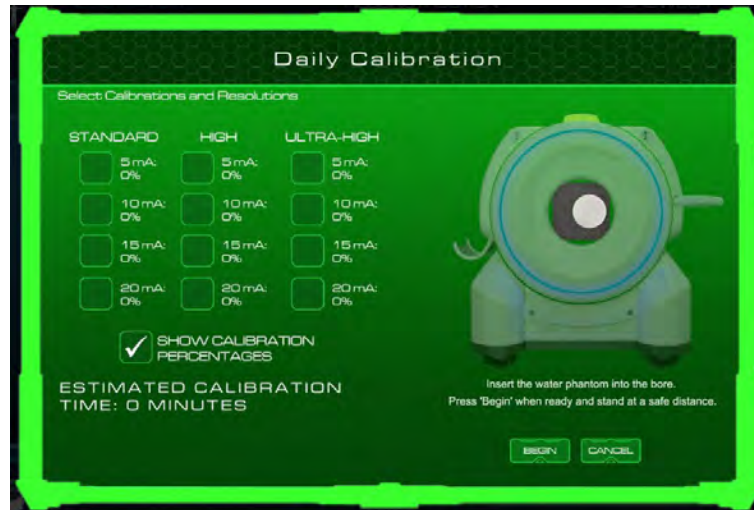 Daily Calibration
Select Calibrations and Resolutions
STANDARD HIGH ULTRA-HIGH
5 mA: 5 mA: 5 mA:
0% 0% 0%
10 mA: 10 mA: 10 mA:
0% 0% 0%
15 mA: 15 mA: 15 mA:
0% 0% 0%
20 mA: 20 mA: 20 mA:
0% 0% 0%
SHOW CALIBRATION
PERCENTAGES
ESTIMATED CALIBRATION
TIME: 0 MINUTES
Insert the water phantom into the bore.
Press 'Begin' when ready and stand at a safe distance.
BEGIN CANCEL